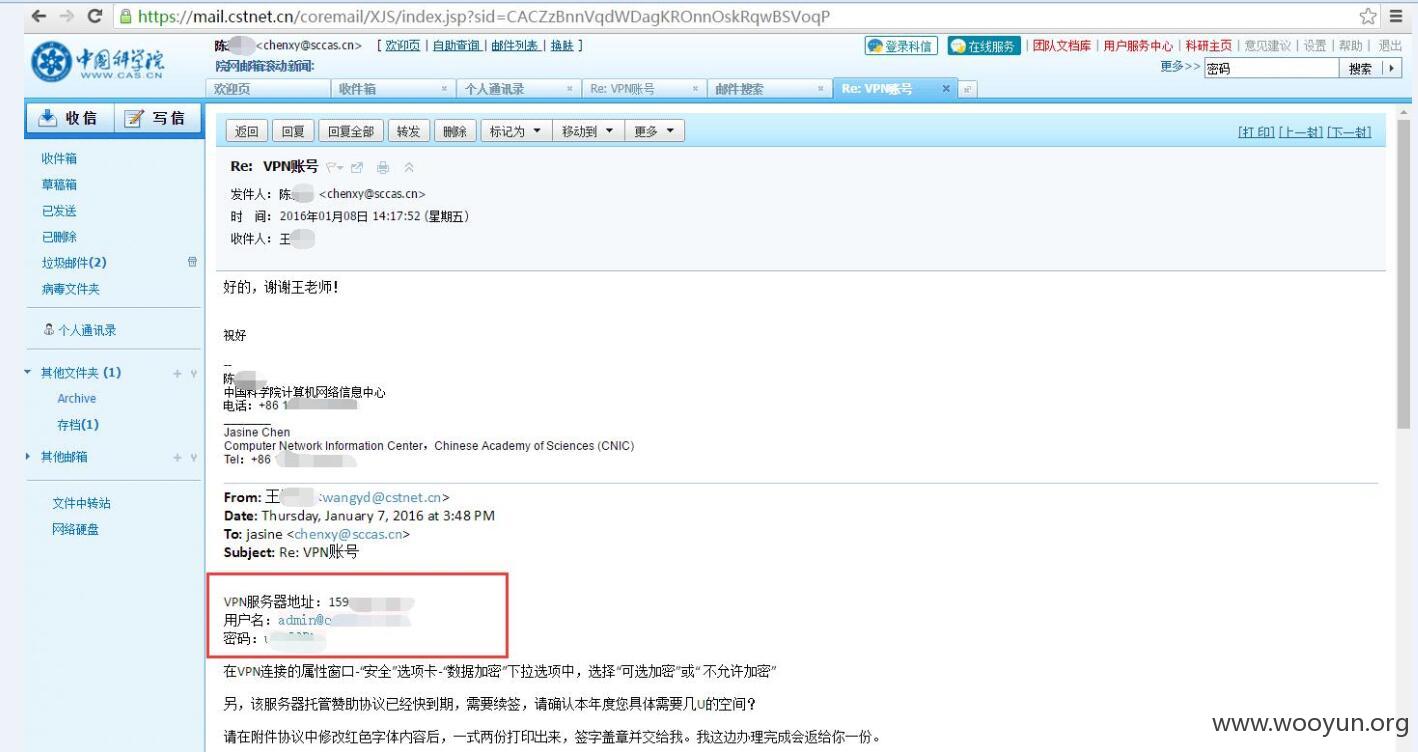 https://mail.cstnet.cn/coremail/XJS/index.jsp?sid=CACZzBnnVqdWDagKROnnOskRqwBSVoqP
中国科学院
WWW.CAS.CN
陈 <chenxy@sccas.cn> [ 欢迎页 | 自助查询 | 邮件列表 | 换肤 ]
登录科信 在线服务 | 团队文档库 | 用户服务中心 | 科研主页 | 意见建议 | 设置 | 帮助 | 退出
院网邮箱滚动新闻:
更多>> 密码 搜索
欢迎页 收件箱 个人通讯录 Re: VPN账号 邮件搜索 Re: VPN账号
收信 写信
返回 回复 回复全部 转发 删除 标记为 移动到 更多
[打印] [上一封] [下一封]
收件箱
草稿箱
已发送
已删除
垃圾邮件(2)
病毒文件夹
个人通讯录
其他文件夹 (1)
Archive
存档(1)
其他邮箱
文件中转站
网络硬盘
Re: VPN账号
发件人：陈 <chenxy@sccas.cn>
时 间：2016年01月08日 14:17:52 (星期五)
收件人：王
好的，谢谢王老师！
祝好
--
陈
中国科学院计算机网络信息中心
电话：+86 1
Jasine Chen
Computer Network Information Center，Chinese Academy of Sciences (CNIC)
Tel：+86
From: 王 <wangyd@cstnet.cn>
Date: Thursday, January 7, 2016 at 3:48 PM
To: jasine <chenxy@sccas.cn>
Subject: Re: VPN账号
VPN服务器地址：159
用户名：admin@c
密码：
在VPN连接的属性窗口-“安全”选项卡-“数据加密”下拉选项中，选择“可选加密”或“ 不允许加密”
另，该服务器托管赞助协议已经快到期，需要续签，请确认本年度您具体需要几U的空间？
请在附件协议中修改红色字体内容后，一式两份打印出来，签字盖章并交给我。我这边办理完成会返给你一份。
www.wooyun.org